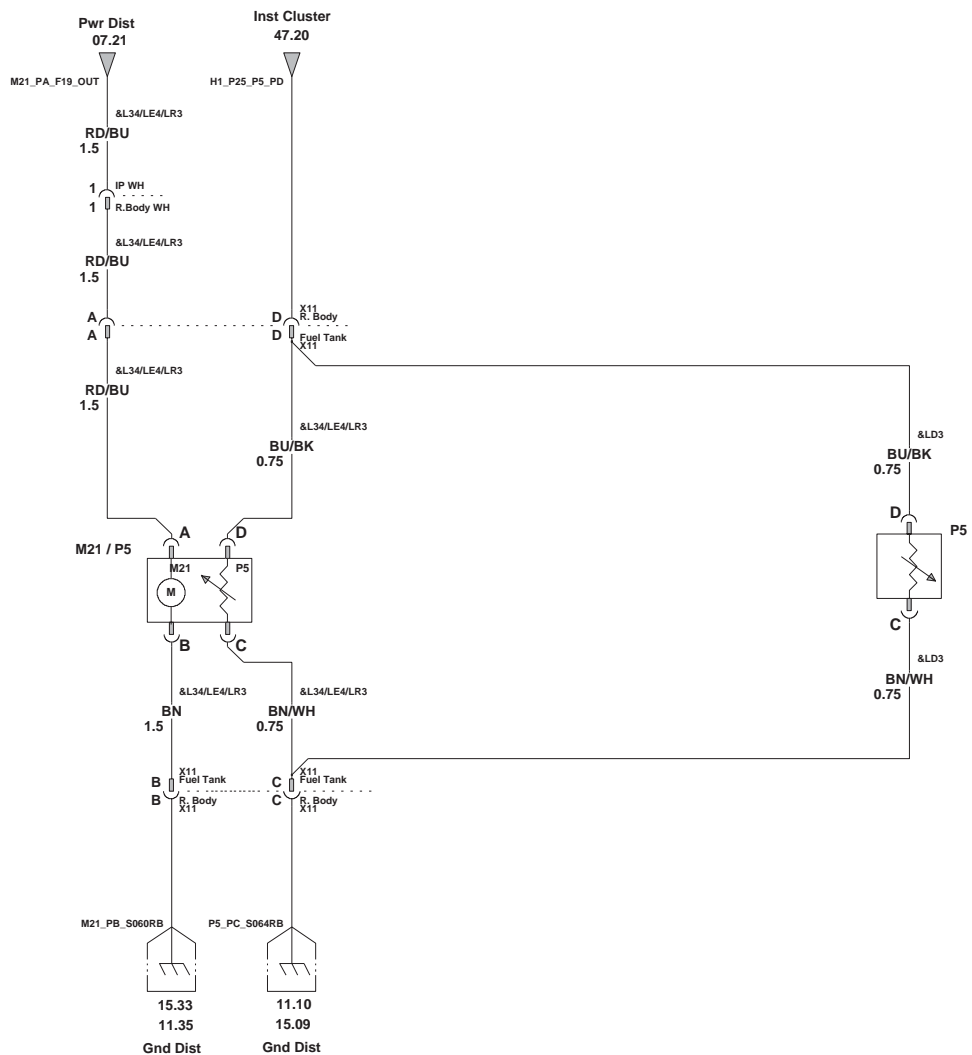 Pwr Dist
07.21
Inst Cluster
47.20
M21_PA_F19_OUT
H1_P25_P5_PD
&L34/LE4/LR3
RD/BU
1.5
1
IP WH
1
R.Body WH
&L34/LE4/LR3
RD/BU
1.5
A
A
D
X11
R. Body
D
Fuel Tank
X11
&L34/LE4/LR3
RD/BU
1.5
&L34/LE4/LR3
BU/BK
0.75
&LD3
BU/BK
0.75
A
D
M21 / P5
M21
P5
M
B
C
D
P5
C
&LD3
BN/WH
0.75
&L34/LE4/LR3
BN
1.5
&L34/LE4/LR3
BN/WH
0.75
X11
B
Fuel Tank
B
R. Body
X11
X11
C
Fuel Tank
C
R. Body
X11
M21_PB_S060RB
P5_PC_S064RB
15.33
11.35
Gnd Dist
11.10
15.09
Gnd Dist